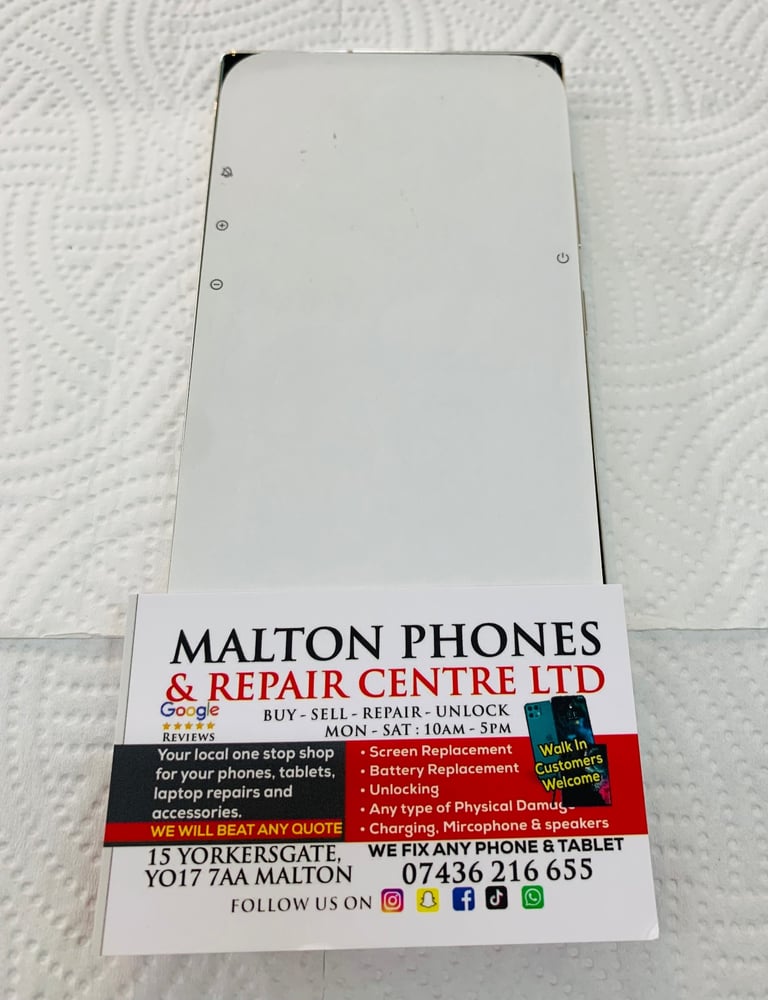 MALTON PHONES
& REPAIR CENTRE LTD
Google
REVIEWS
BUY - SELL - REPAIR - UNLOCK
MON - SAT : 10AM - 5PM
Your local one stop shop
for your phones, tablets,
laptop repairs and
accessories.
WE WILL BEAT ANY QUOTE
• Screen Replacement
• Battery Replacement
• Unlocking
• Any type of Physical Damage
• Charging, Mircophone & speakers
Walk In
Customers
Welcome
15 YORKERSGATE,
YO17 7AA MALTON
WE FIX ANY PHONE & TABLET
07436 216 655
FOLLOW US ON